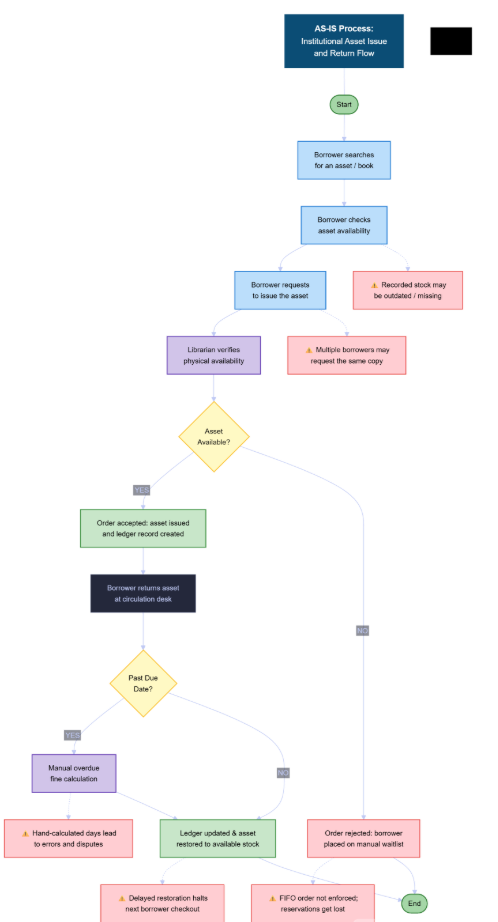 AS-IS Process:
Institutional Asset Issue
and Return Flow
Start
Borrower searches
for an asset / book
Borrower checks
asset availability
Borrower requests
to issue the asset
⚠ Recorded stock may
be outdated / missing
Librarian verifies
physical availability
⚠ Multiple borrowers may
request the same copy
Asset
Available?
YES
Order accepted: asset issued
and ledger record created
Borrower returns asset
at circulation desk
NO
Past Due
Date?
YES
Manual overdue
fine calculation
NO
⚠ Hand-calculated days lead
to errors and disputes
Ledger updated & asset
restored to available stock
Order rejected: borrower
placed on manual waitlist
⚠ Delayed restoration halts
next borrower checkout
⚠ FIFO order not enforced;
reservations get lost
End